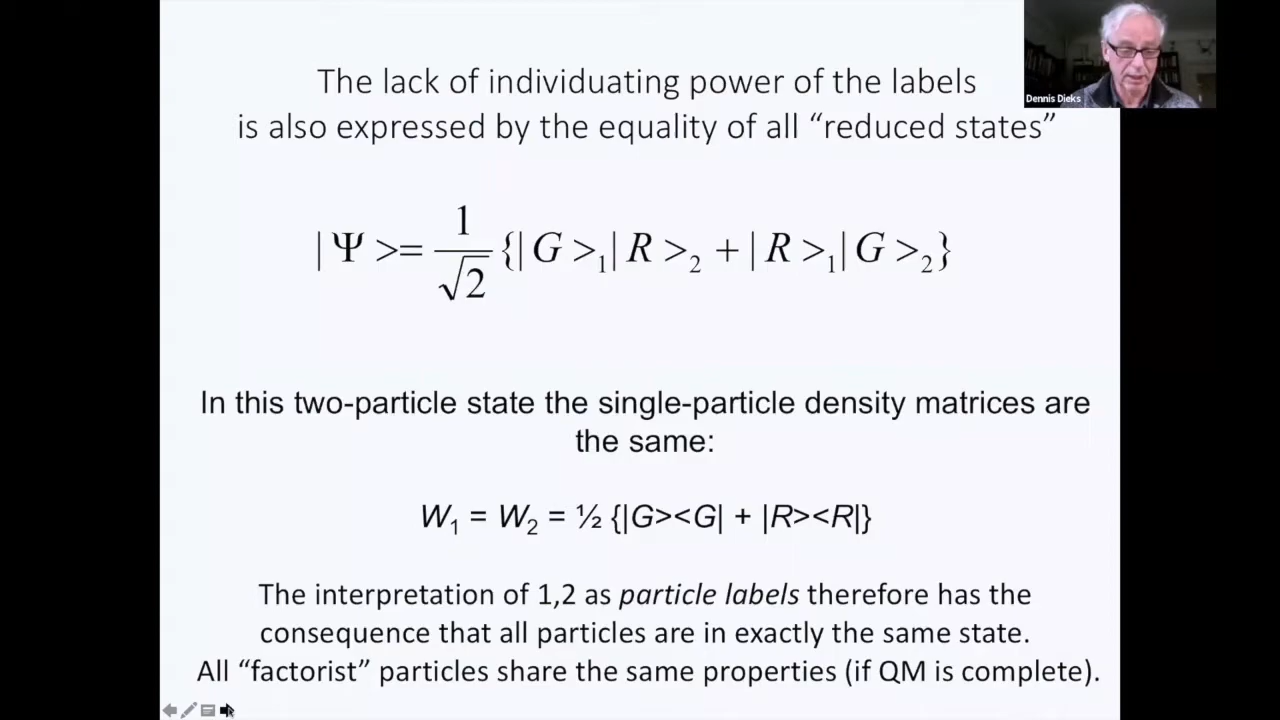 The lack of individuating power of the labels
is also expressed by the equality of all “reduced states”
Dennis Dieks
| Ψ >= 1/√2 {| G >₁| R >₂ + | R >₁| G >₂}
In this two-particle state the single-particle density matrices are
the same:
W₁ = W₂ = ½ {|G><G| + |R><R|}
The interpretation of 1,2 as particle labels therefore has the
consequence that all particles are in exactly the same state.
All “factorist” particles share the same properties (if QM is complete).